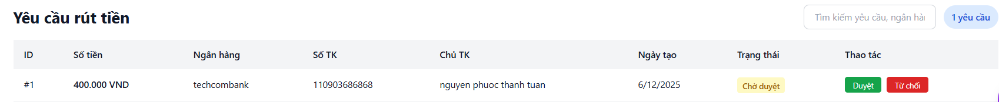 Yêu cầu rút tiền
Tìm kiếm yêu cầu, ngân hàn
1 yêu cầu
ID Số tiền Ngân hàng Số TK Chủ TK Ngày tạo Trạng thái Thao tác
#1 400.000 VND techcombank 110903686868 nguyen phuoc thanh tuan 6/12/2025 Chờ duyệt Duyệt Từ chối